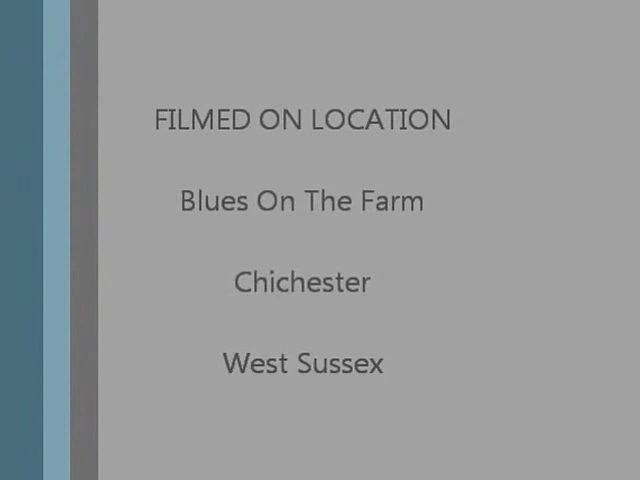 FILMED ON LOCATION
Blues On The Farm
Chichester
West Sussex